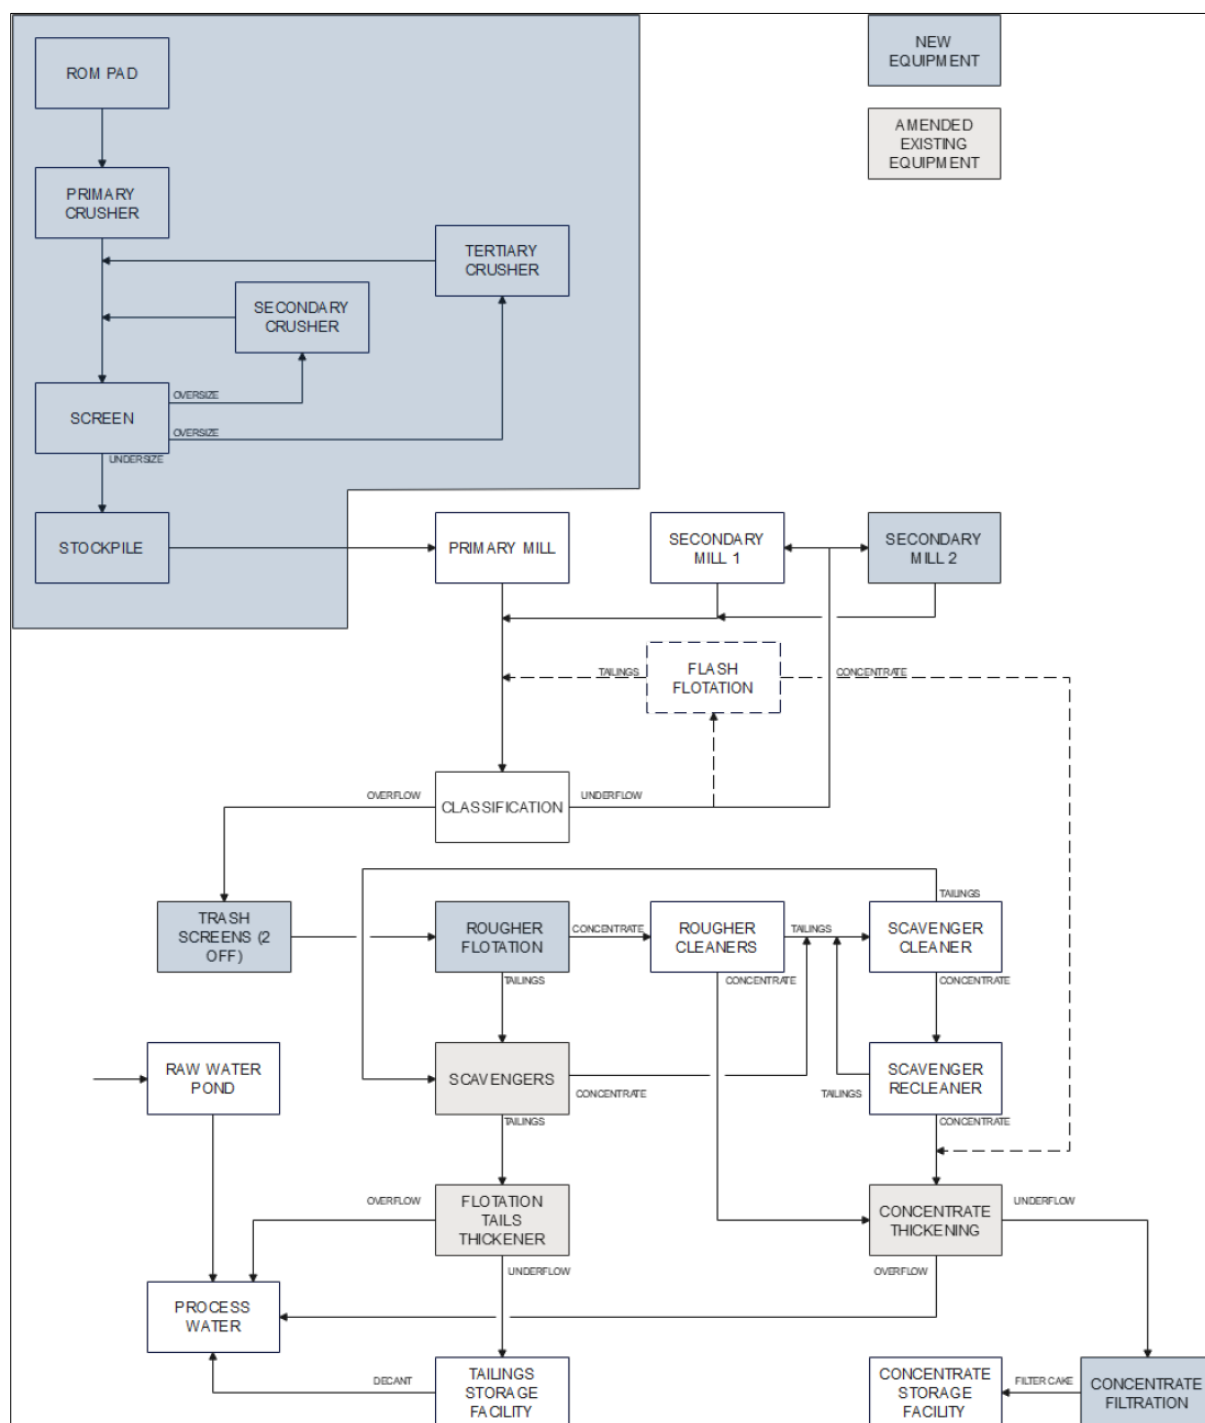 ROM PAD
NEW
EQUIPMENT
AMENDED
EXISTING
EQUIPMENT
PRIMARY
CRUSHER
TERTIARY
CRUSHER
SECONDARY
CRUSHER
SCREEN
OVERSIZE
OVERSIZE
UNDERSIZE
STOCKPILE
PRIMARY MILL
SECONDARY
MILL 1
SECONDARY
MILL 2
TAILINGS
FLASH
FLOTATION
CONCENTRATE
OVERFLOW
CLASSIFICATION
UNDERFLOW
TAILINGS
TRASH
SCREENS (2
OFF)
ROUGHER
FLOTATION
CONCENTRATE
ROUGHER
CLEANERS
TAILINGS
SCAVENGER
CLEANER
TAILINGS
CONCENTRATE
CONCENTRATE
RAW WATER
POND
SCAVENGERS
CONCENTRATE
TAILINGS
SCAVENGER
RECLEANER
TAILINGS
CONCENTRATE
OVERFLOW
FLOTATION
TAILS
THICKENER
CONCENTRATE
THICKENING
UNDERFLOW
UNDERFLOW
OVERFLOW
PROCESS
WATER
DECANT
TAILINGS
STORAGE
FACILITY
CONCENTRATE
STORAGE
FACILITY
FILTER CAKE
CONCENTRATE
FILTRATION